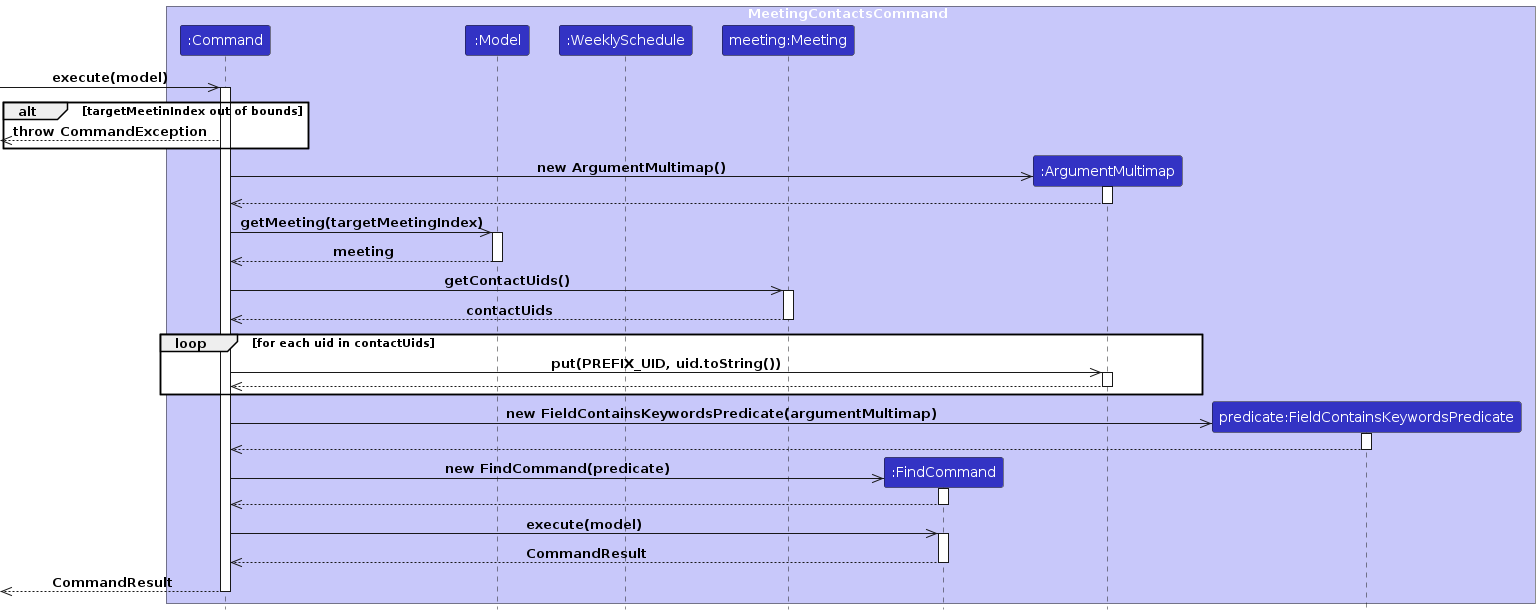 MeetingContactsCommand
:Command
:Model
:WeeklySchedule
meeting:Meeting
execute(model)
alt
[targetMeetinIndex out of bounds]
throw CommandException
new ArgumentMultimap()
:ArgumentMultimap
getMeeting(targetMeetingIndex)
meeting
getContactUids()
contactUids
loop
[for each uid in contactUids]
put(PREFIX_UID, uid.toString())
new FieldContainsKeywordsPredicate(argumentMultimap)
predicate:FieldContainsKeywordsPredicate
new FindCommand(predicate)
:FindCommand
execute(model)
CommandResult
CommandResult